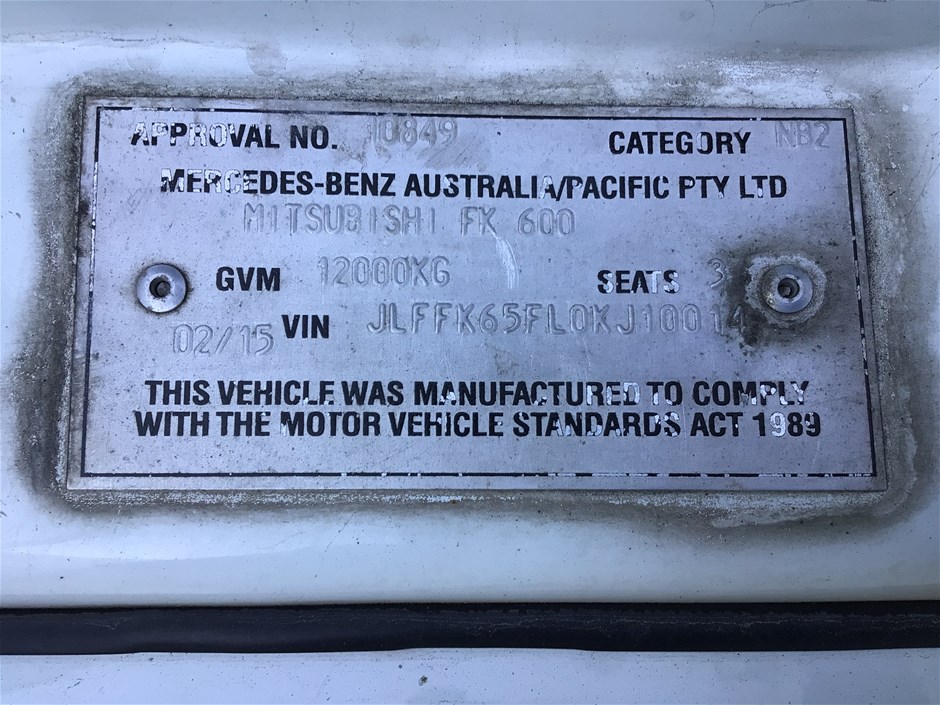 APPROVAL NO. 10849 CATEGORY NB2
MERCEDES-BENZ AUSTRALIA/PACIFIC PTY LTD
MITSUBISHI FK 600
GVM 12000KG SEATS 3
02/15 VIN JLFFK65FL0KJ10014
THIS VEHICLE WAS MANUFACTURED TO COMPLY
WITH THE MOTOR VEHICLE STANDARDS ACT 1989